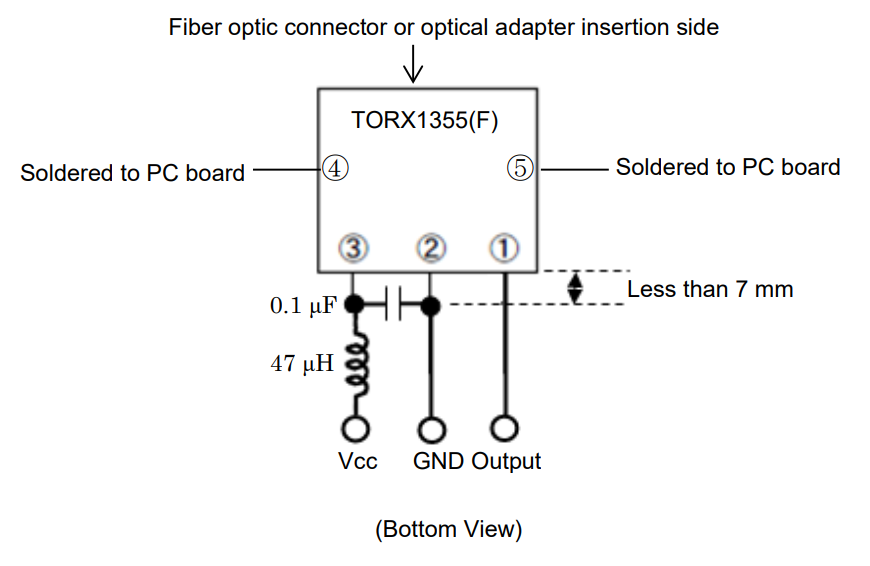 Fiber optic connector or optical adapter insertion side
TORX1355(F)
Soldered to PC board
④
⑤
Soldered to PC board
③ ② ①
0.1 μF
Less than 7 mm
47 μH
Vcc GND Output
(Bottom View)